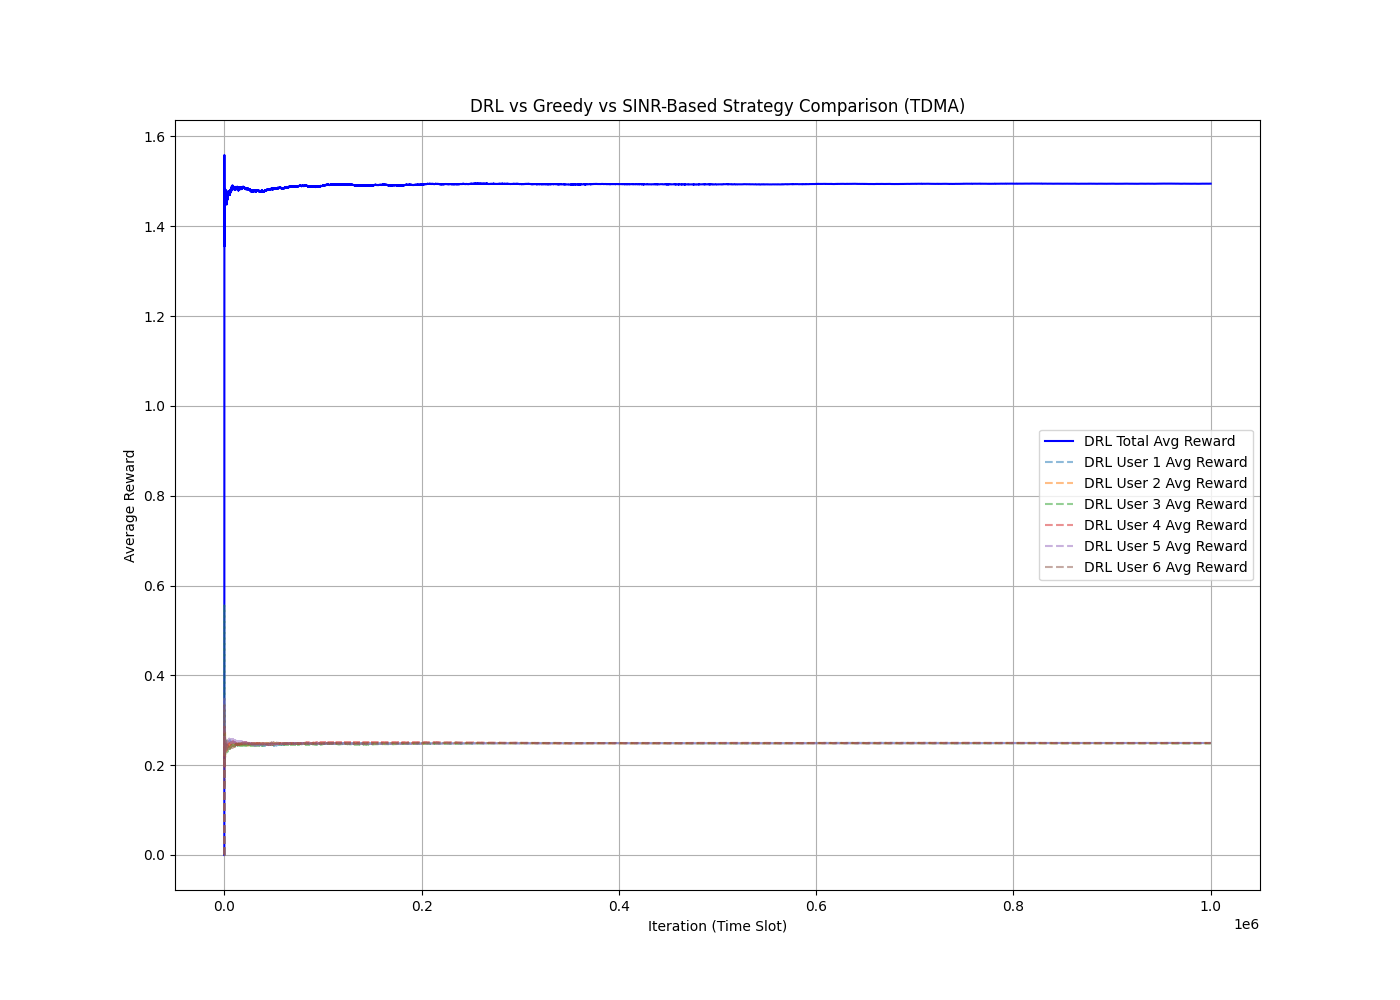 DRL vs Greedy vs SINR-Based Strategy Comparison (TDMA)
1.6
1.4
1.2
1.0
0.8
0.6
0.4
0.2
0.0
Average Reward
DRL Total Avg Reward
DRL User 1 Avg Reward
DRL User 2 Avg Reward
DRL User 3 Avg Reward
DRL User 4 Avg Reward
DRL User 5 Avg Reward
DRL User 6 Avg Reward
0.0 0.2 0.4 0.6 0.8 1.0
1e6
Iteration (Time Slot)